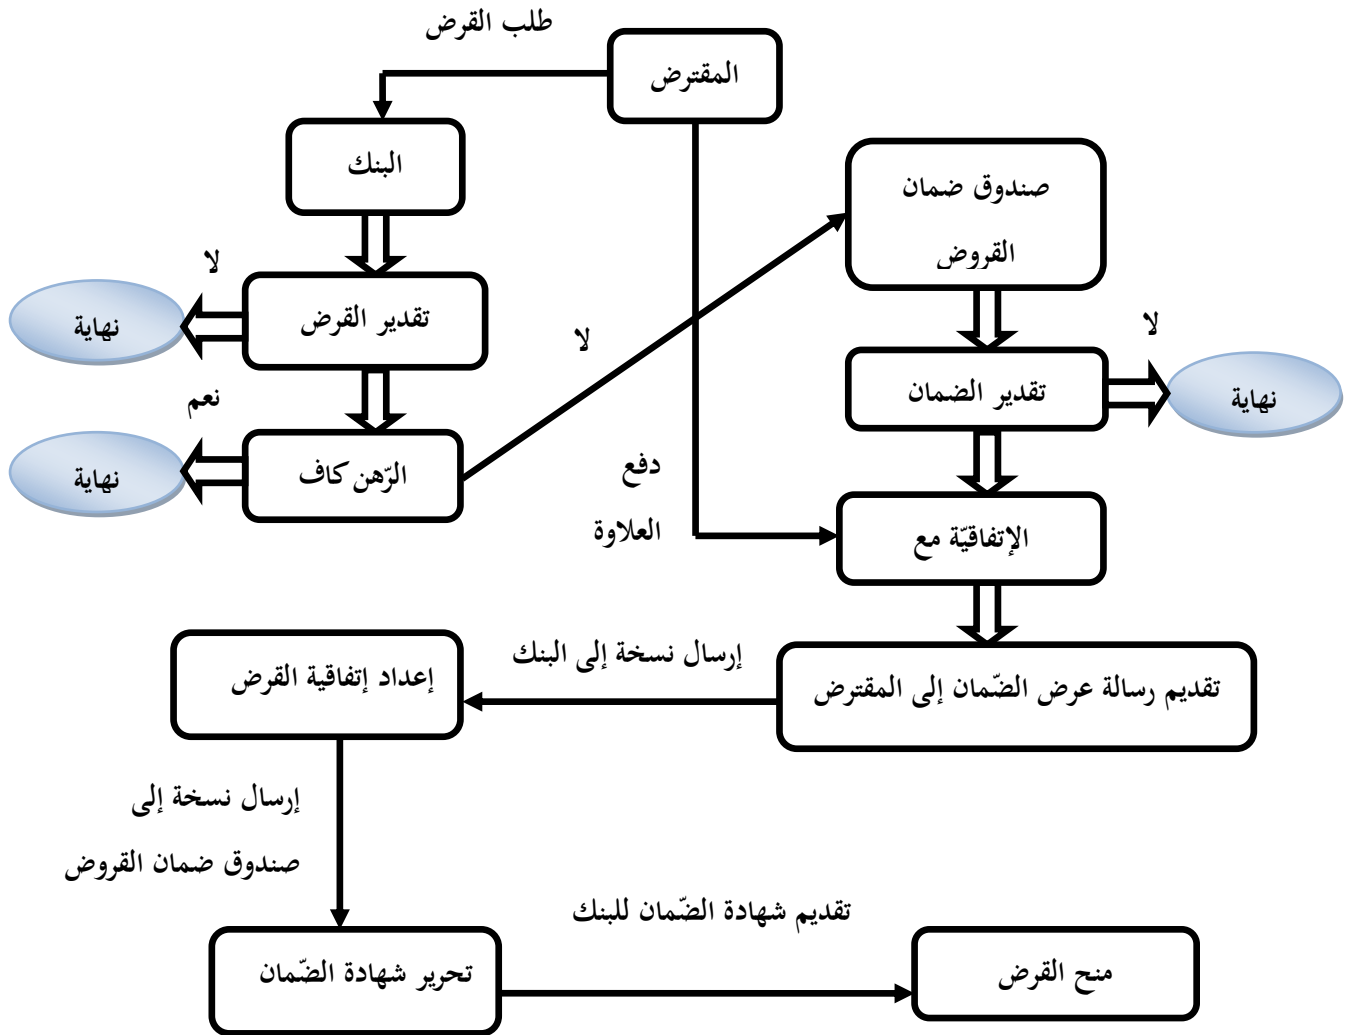 طلب القرض
المقترض
البنك
صندوق ضمان
القروض
لا
تقدير القرض
نهاية
لا
لا
تقدير الضمان
نهاية
نعم
الرّهن كاف
نهاية
دفع
العلاوة
الإتفاقيّة مع
إرسال نسخة إلى البنك
تقديم رسالة عرض الضّمان إلى المقترض
إعداد إتفاقية القرض
إرسال نسخة إلى
صندوق ضمان القروض
تقديم شهادة الضّمان للبنك
تحرير شهادة الضّمان
منح القرض